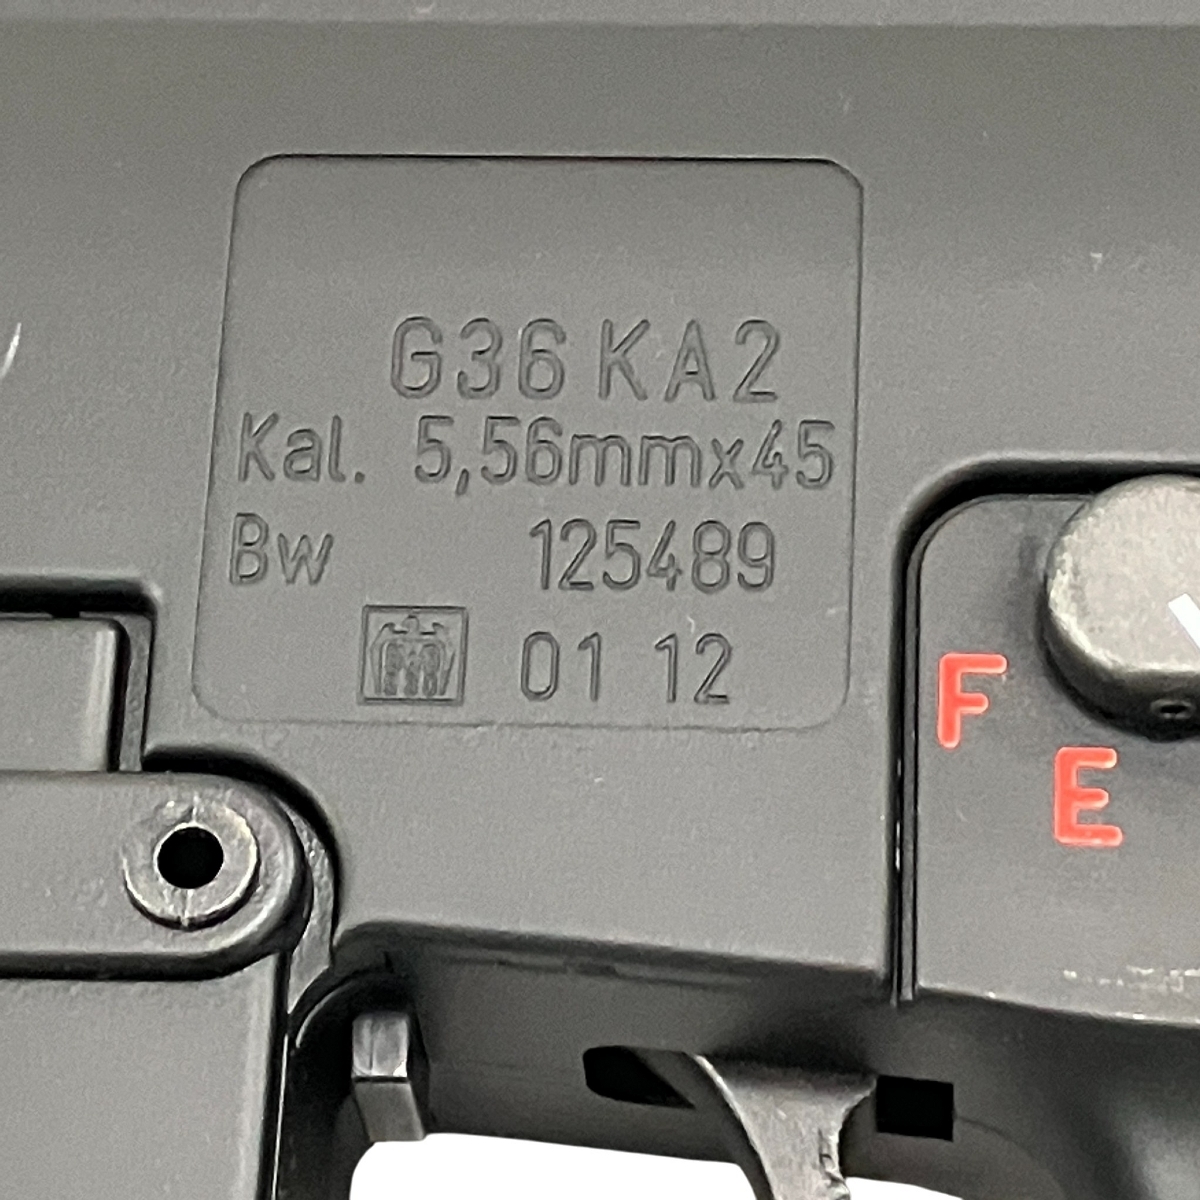 G36 KA2
Kal. 5,56mmx45
Bw 125489
01 12
F
E